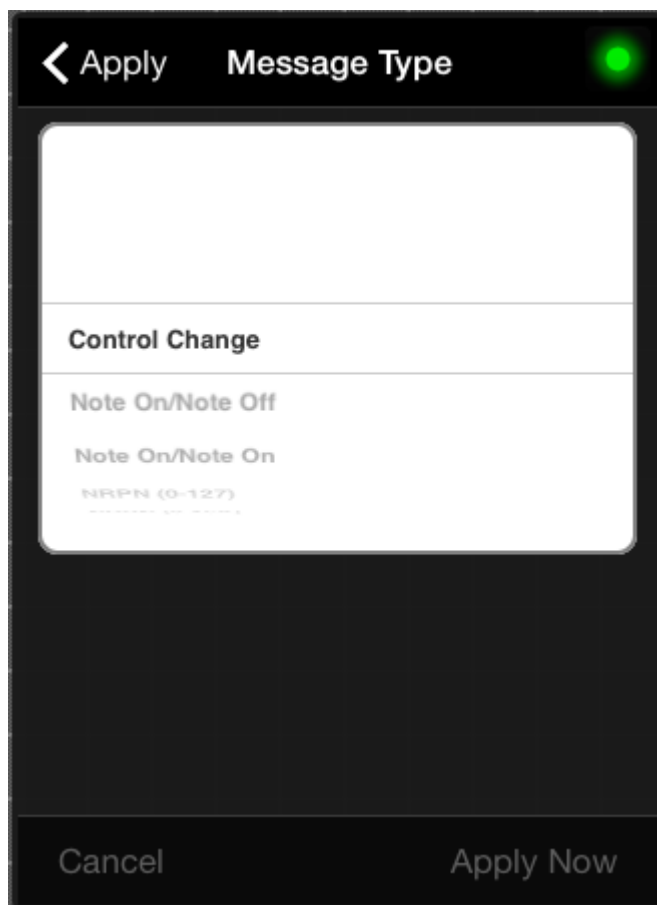 Apply Message Type
Control Change
Note On/Note Off
Note On/Note On
NRPN (0-127)
Cancel Apply Now